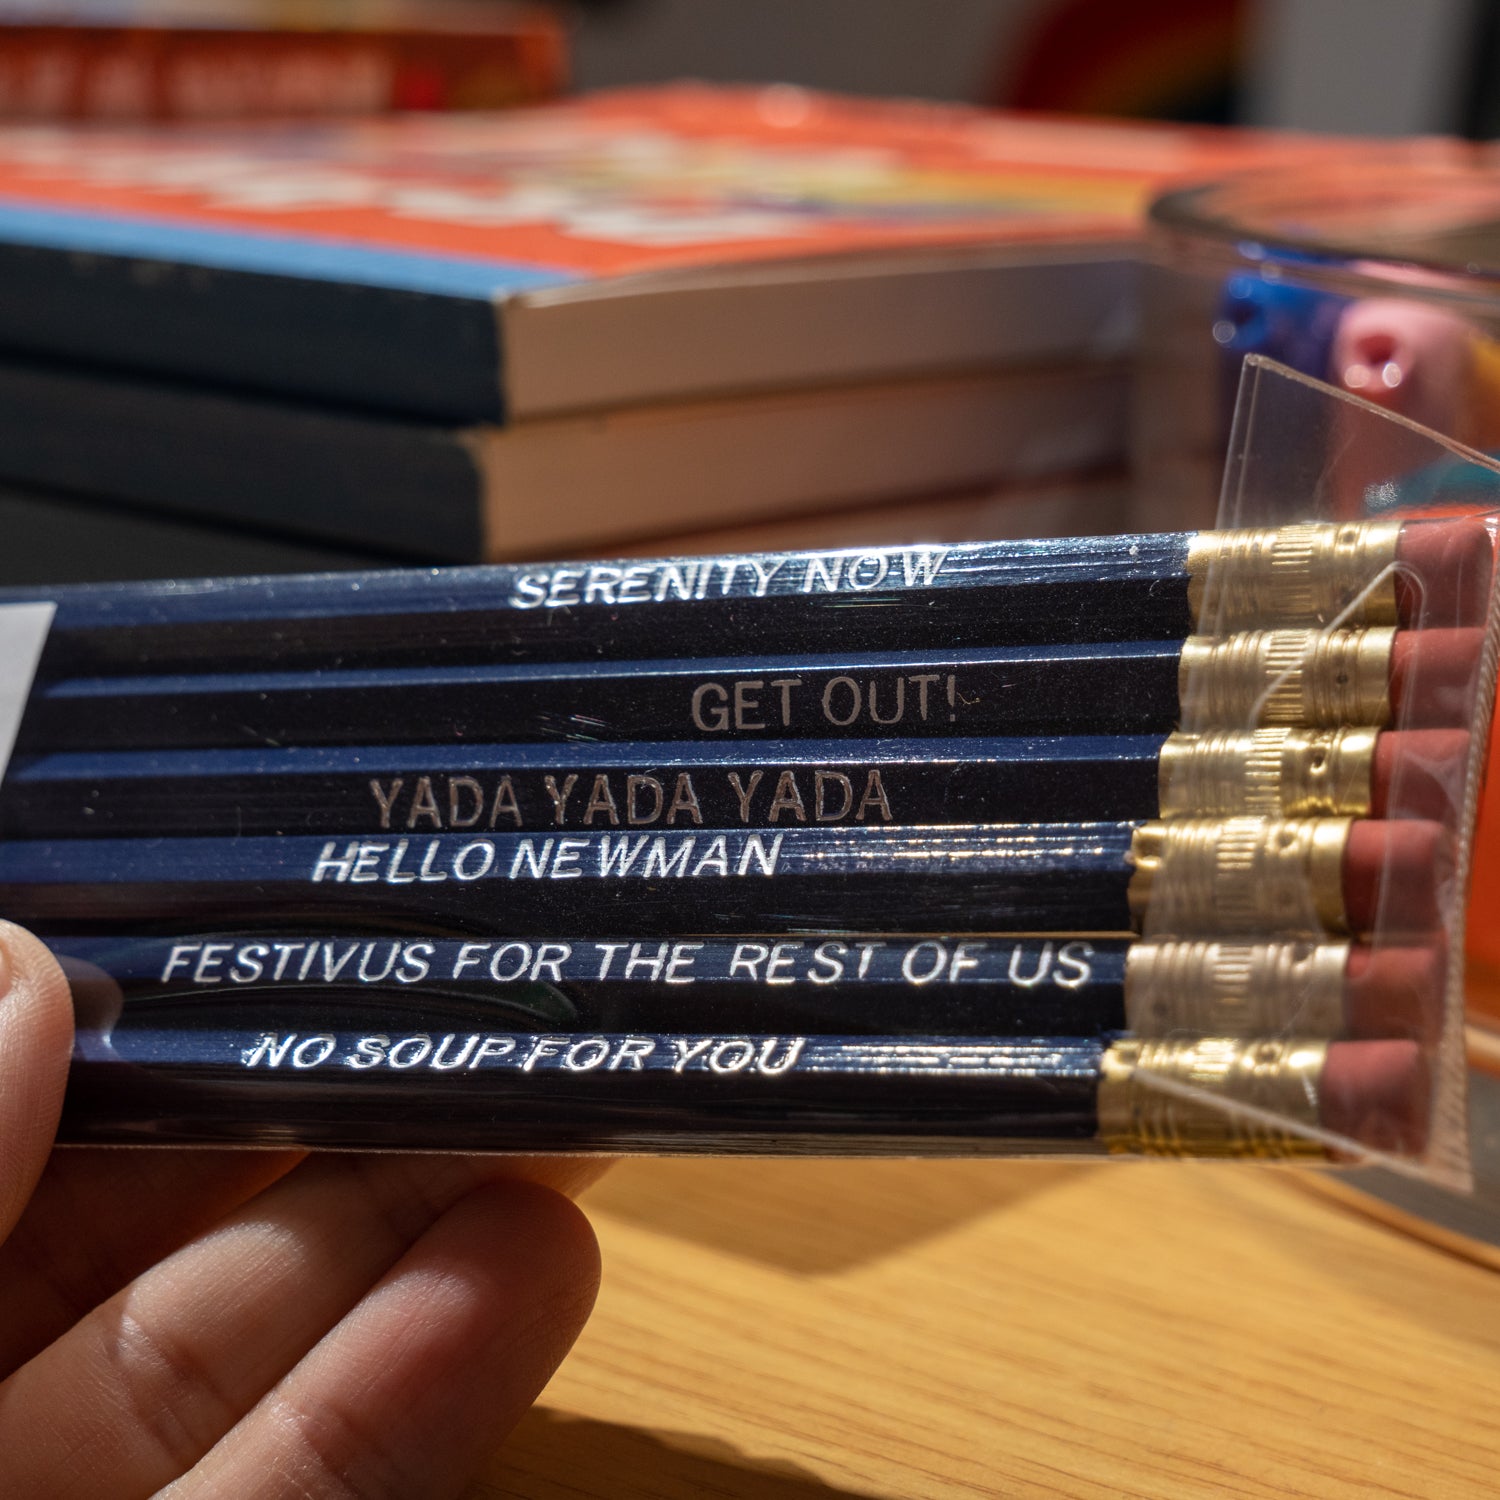 SERENITY NOW
GET OUT!
YADA YADA YADA
HELLO NEWMAN
FESTIVUS FOR THE REST OF US
NO SOUP FOR YOU